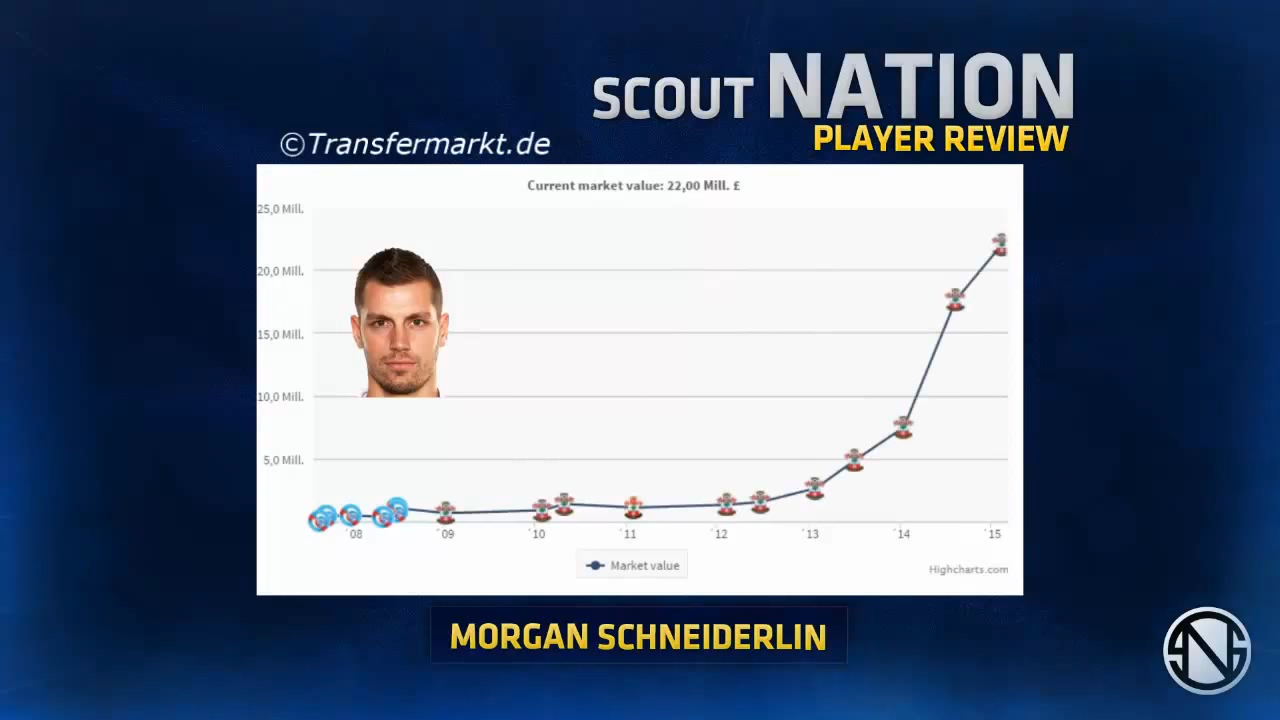 SCOUT NATION
PLAYER REVIEW
©Transfermarkt.de
Current market value: 22,00 Mill. £
25,0 Mill.
20,0 Mill.
15,0 Mill.
10,0 Mill.
5,0 Mill.
´08 ´09 ´10 ´11 ´12 ´13 ´14 ´15
Market value
Highcharts.com
MORGAN SCHNEIDERLIN